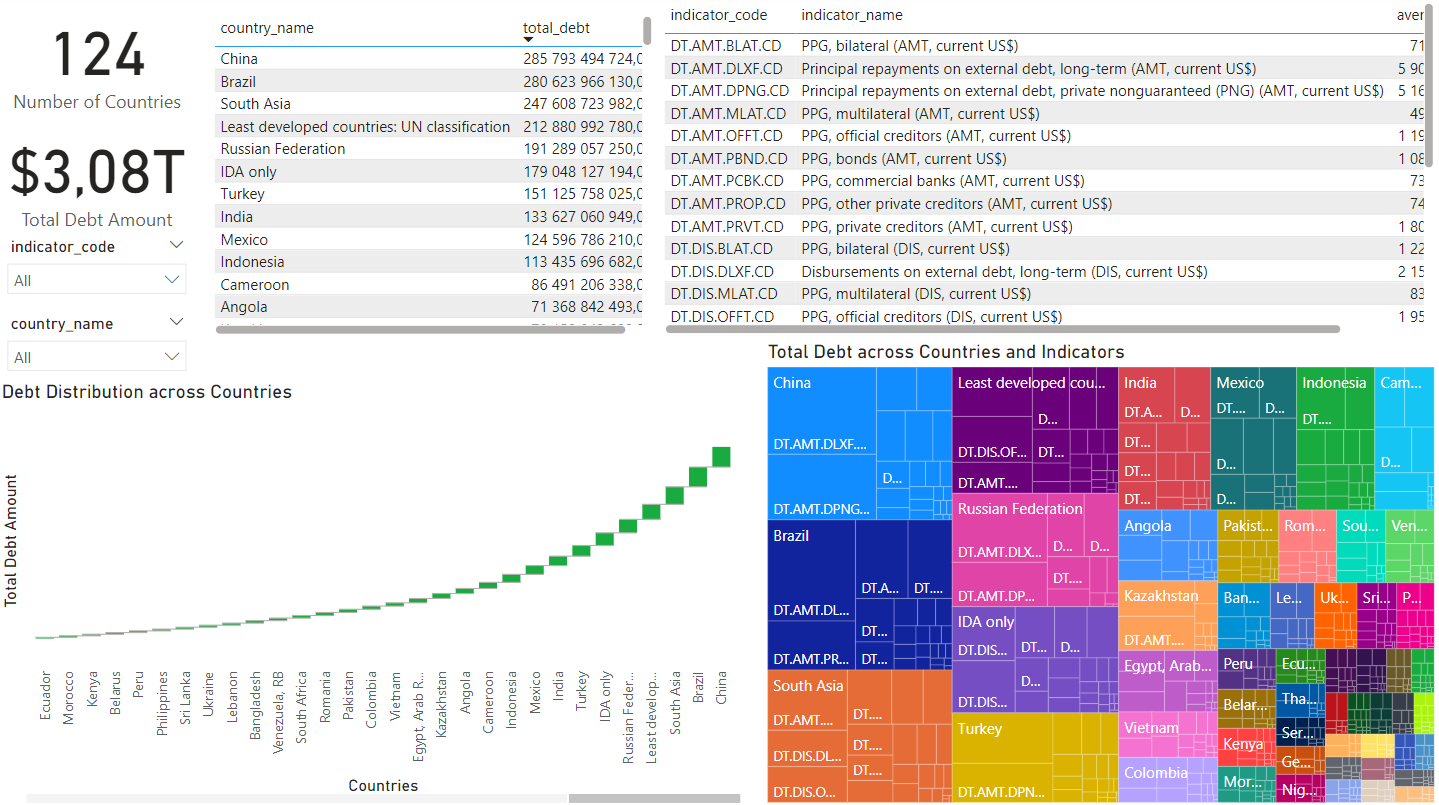 124
Number of Countries
$3,08T
Total Debt Amount
indicator_code
All
country_name
All
country_name total_debt
China 285 793 494 724,0
Brazil 280 623 966 130,0
South Asia 247 608 723 982,0
Least developed countries: UN classification 212 880 992 780,0
Russian Federation 191 289 057 250,0
IDA only 179 048 127 194,0
Turkey 151 125 758 025,0
India 133 627 060 949,0
Mexico 124 596 786 210,0
Indonesia 113 435 696 682,0
Cameroon 86 491 206 338,0
Angola 71 368 842 493,0
indicator_code indicator_name aver
DT.AMT.BLAT.CD PPG, bilateral (AMT, current US$) 71
DT.AMT.DLXF.CD Principal repayments on external debt, long-term (AMT, current US$) 5 90
DT.AMT.DPNG.CD Principal repayments on external debt, private nonguaranteed (PNG) (AMT, current US$) 5 16
DT.AMT.MLAT.CD PPG, multilateral (AMT, current US$) 49
DT.AMT.OFFT.CD PPG, official creditors (AMT, current US$) 1 19
DT.AMT.PBND.CD PPG, bonds (AMT, current US$) 1 08
DT.AMT.PCBK.CD PPG, commercial banks (AMT, current US$) 73
DT.AMT.PROP.CD PPG, other private creditors (AMT, current US$) 74
DT.AMT.PRVT.CD PPG, private creditors (AMT, current US$) 1 80
DT.DIS.BLAT.CD PPG, bilateral (DIS, current US$) 1 22
DT.DIS.DLXF.CD Disbursements on external debt, long-term (DIS, current US$) 2 15
DT.DIS.MLAT.CD PPG, multilateral (DIS, current US$) 83
DT.DIS.OFFT.CD PPG, official creditors (DIS, current US$) 1 95
Debt Distribution across Countries
Total Debt Amount
Ecuador
Morocco
Kenya
Belarus
Peru
Philippines
Sri Lanka
Ukraine
Lebanon
Bangladesh
Venezuela, RB
South Africa
Romania
Pakistan
Colombia
Vietnam
Egypt, Arab R...
Kazakhstan
Angola
Cameroon
Indonesia
Mexico
India
Turkey
IDA only
Russian Feder...
Least develop...
South Asia
Brazil
China
Countries
Total Debt across Countries and Indicators
China
DT.AMT.DLXF....
D...
DT.AMT.DPNG...
Brazil
DT.A...
DT....
DT.AMT.DL...
DT...
DT.AMT.PR...
DT...
South Asia
DT.AMT....
DT....
DT.DIS.DL...
DT....
DT....
DT.DIS.O...
Least developed cou...
D...
DT.DIS.OF...
DT...
DT.AMT....
Russian Federation
DT.AMT.DLX...
D...
D...
DT....
DT.AMT.DP...
IDA only
DT.DIS...
DT...
D...
D...
DT.DIS...
Turkey
DT.AMT.DPN...
India
DT.A...
D...
DT...
DT...
DT...
Mexico
DT....
D...
D...
D...
Indonesia
DT....
Cam...
D...
Angola
Pakist...
Rom...
Sou...
Ven...
Kazakhstan
DT.AMT....
Ban...
Le...
Uk...
Sri...
P...
Egypt, Arab...
Peru
Ecu...
Belar...
Tha...
Vietnam
Kenya
Ser...
Colombia
Ge...
Mor...
Nig...